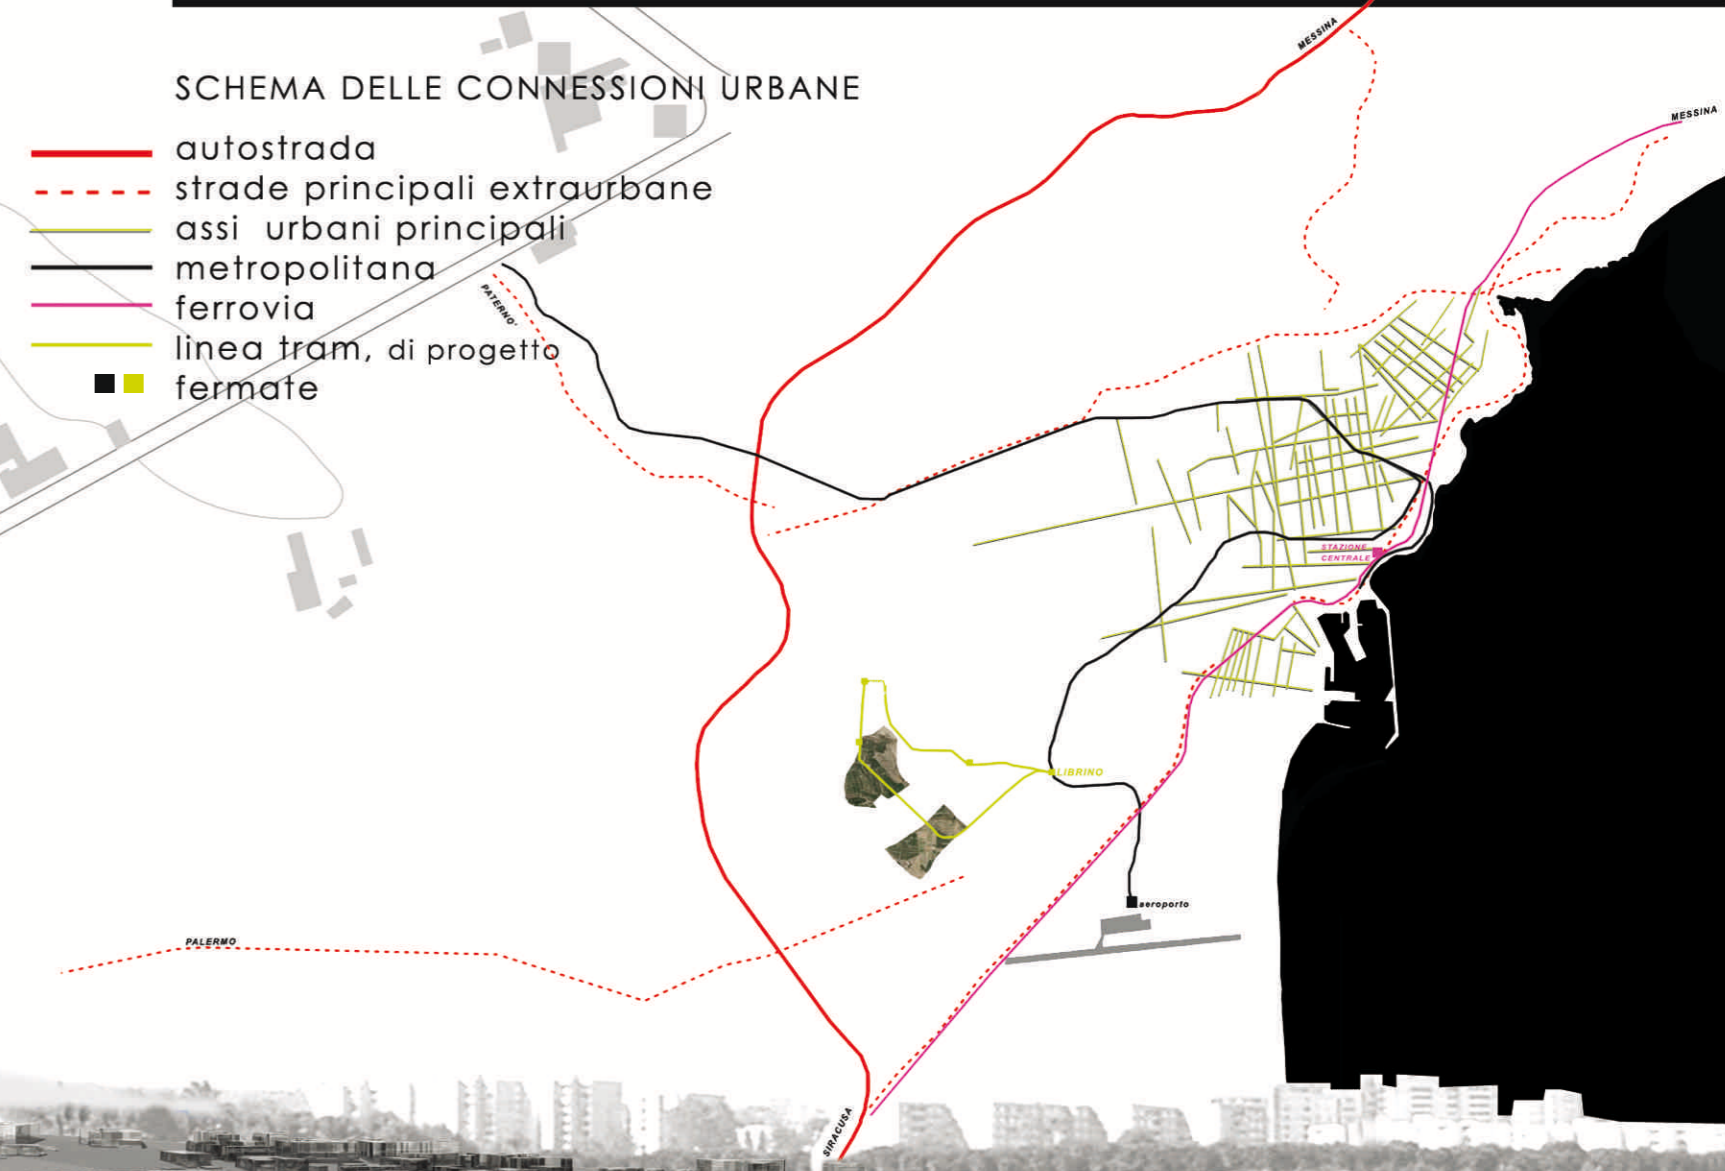 SCHEMA DELLE CONNESSIONI URBANE
autostrada
strade principali extraurbane
assi urbani principali
metropolitana
ferrovia
linea tram, di progetto
fermate
MESSINA
MESSINA
PATERNO'
STAZIONE
CENTRALE
LIBRINO
aeroporto
PALERMO
SIRACUSA